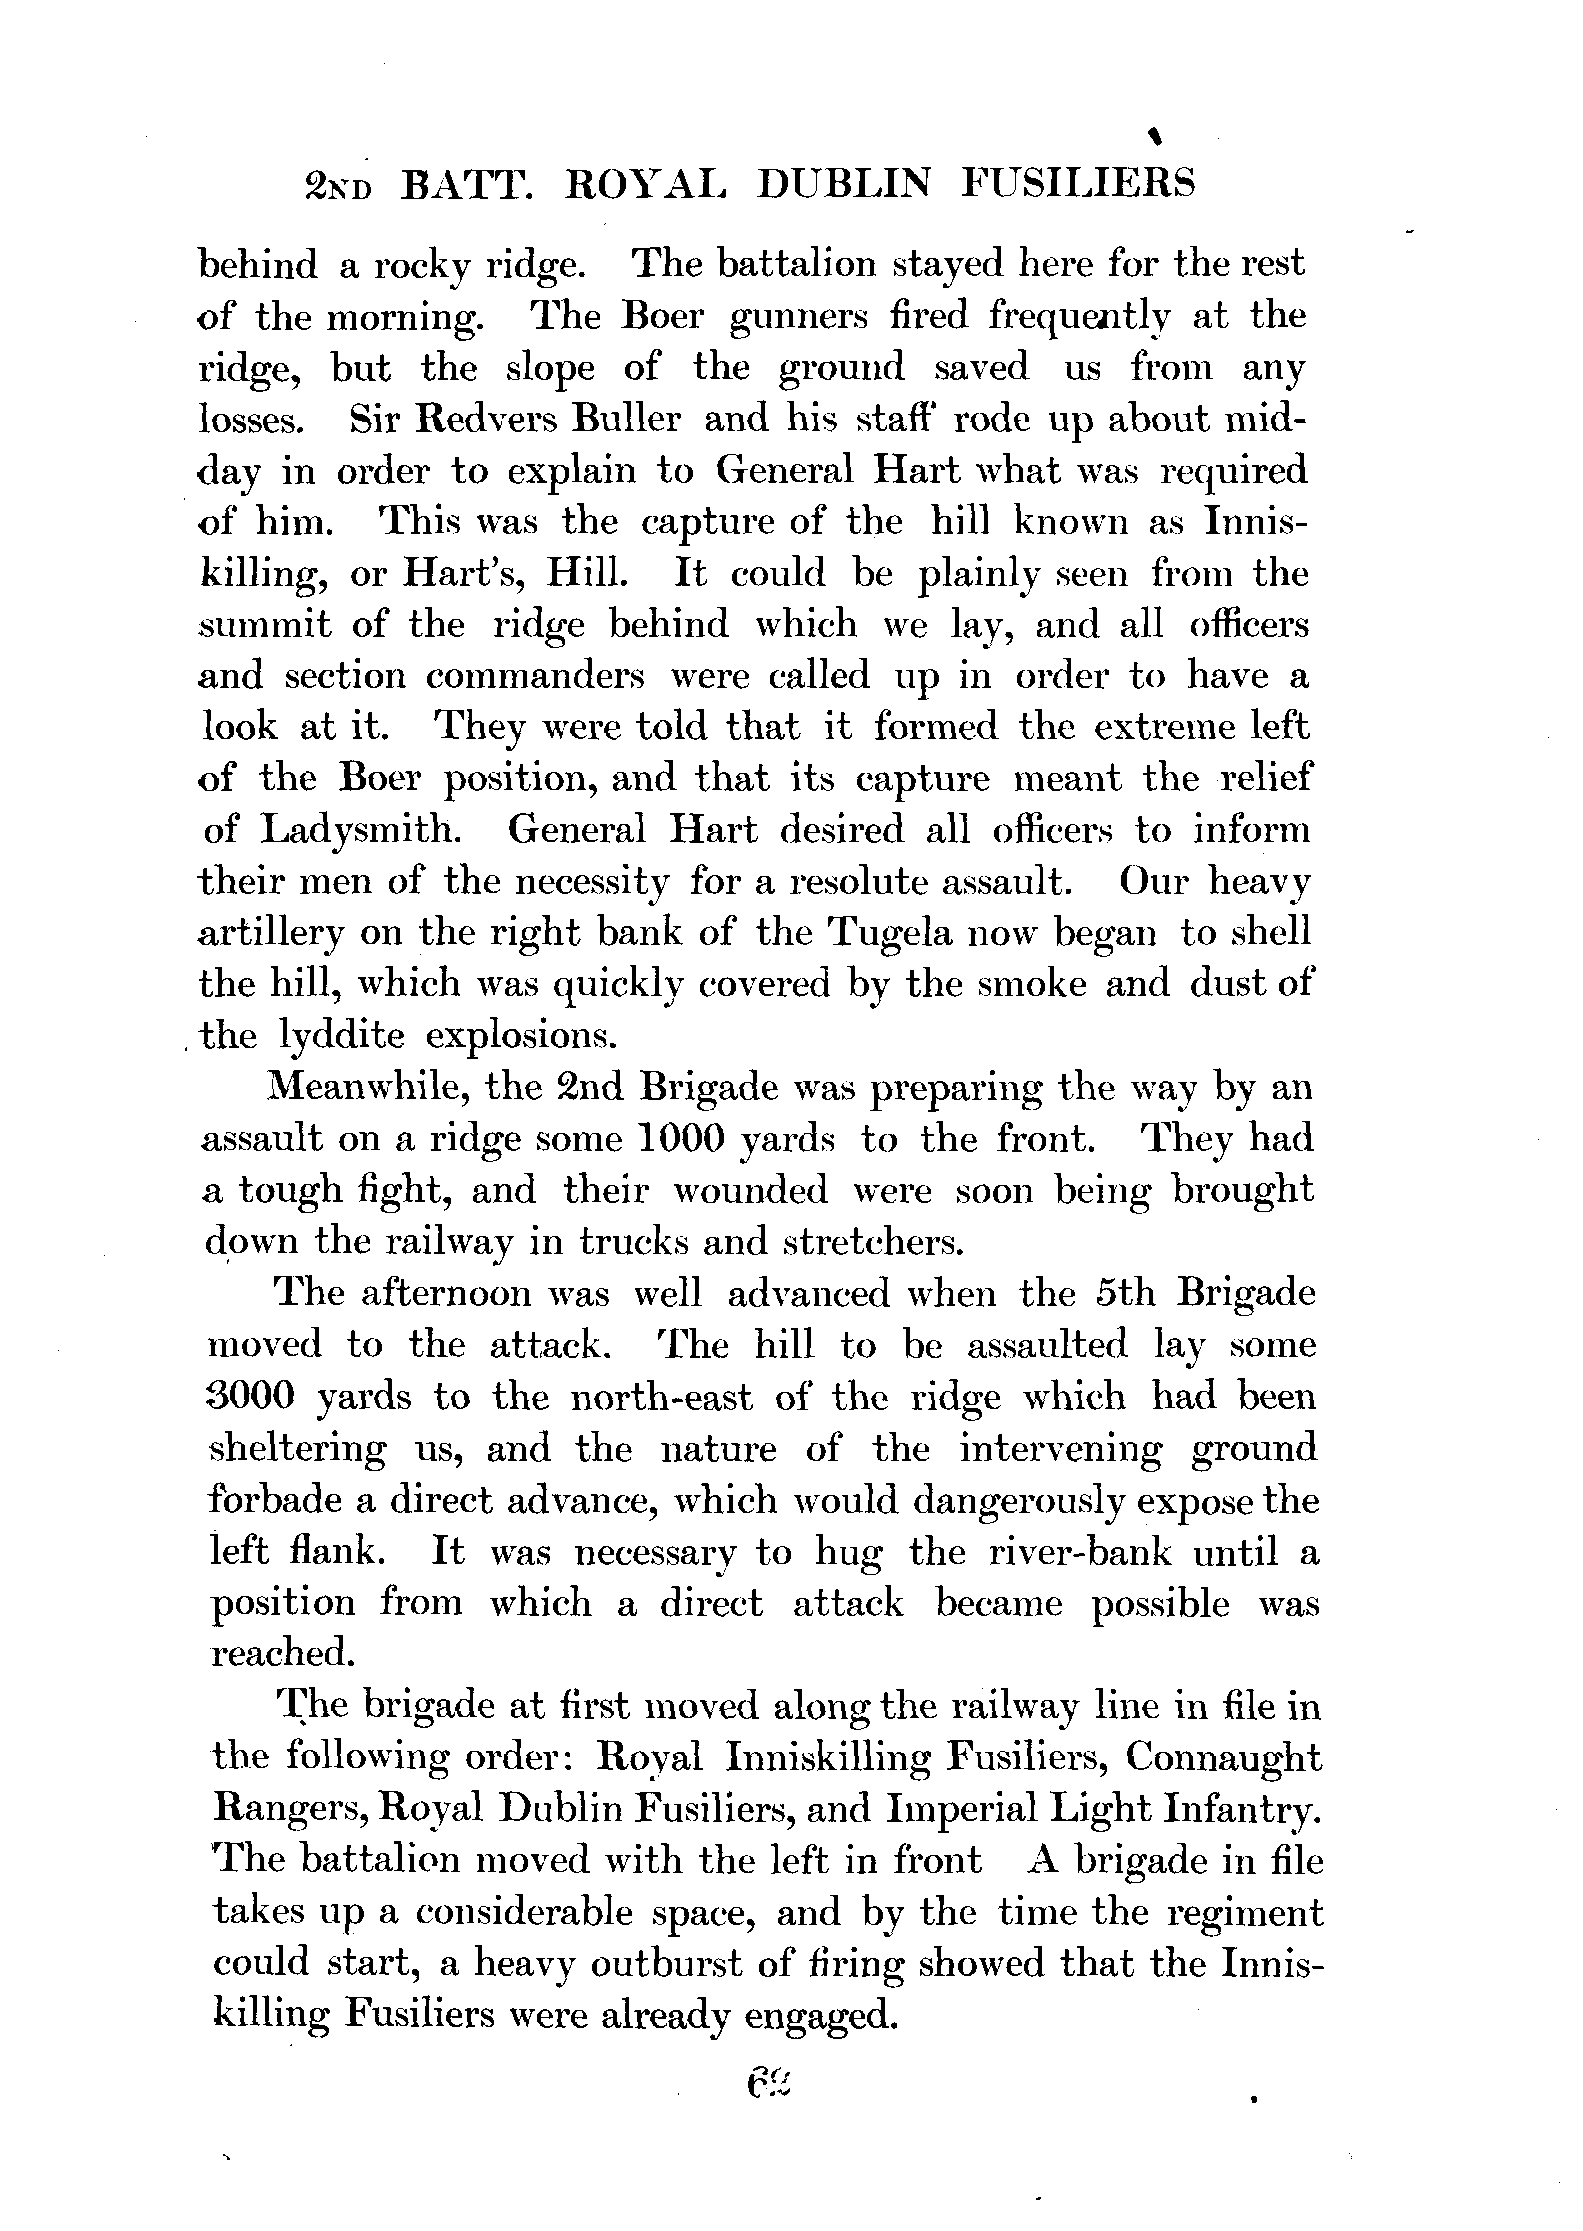 2ND BATT. ROYAL DUBLIN FUSILIERS
behind a rocky ridge. The battalion stayed here for the rest
of the morning. The Boer gunners fired frequently at the
ridge, but the slope of the ground saved us from any
losses. Sir Redvers Buller and his staff rode up about mid-
day in order to explain to General Hart what was required
of him. This was the capture of the hill known as Innis-
killing, or Hart's, Hill. It could be plainly seen from the
summit of the ridge behind which we lay, and all officers
and section commanders were called up in order to have a
look at it. They were told that it formed the extreme left
of the Boer position, and that its capture meant the relief
of Ladysmith. General Hart desired all officers to inform
their men of the necessity for a resolute assault. Our heavy
artillery on the right bank of the Tugela now began to shell
the hill, which was quickly covered by the smoke and dust of
the lyddite explosions.
Meanwhile, the 2nd Brigade was preparing the way by an
assault on a ridge some 1000 yards to the front. They had
a tough fight, and their wounded were soon being brought
down the railway in trucks and stretchers.
The afternoon was well advanced when the 5th Brigade
moved to the attack. The hill to be assaulted lay some
3000 yards to the north-east of the ridge which had been
sheltering us, and the nature of the intervening ground
forbade a direct advance, which would dangerously expose the
left flank. It was necessary to hug the river-bank until a
position from which a direct attack became possible was
reached.
The brigade at first moved along the railway line in file in
the following order: Royal Inniskilling Fusiliers, Connaught
Rangers, Royal Dublin Fusiliers, and Imperial Light Infantry.
The battalion moved with the left in front A brigade in file
takes up a considerable space, and by the time the regiment
could start, a heavy outburst of firing showed that the Innis-
killing Fusiliers were already engaged.
62